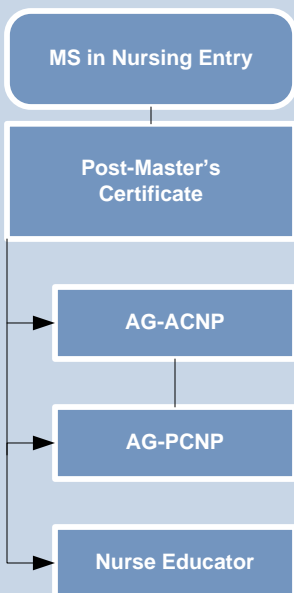 MS in Nursing Entry
Post-Master's
Certificate
AG-ACNP
AG-PCNP
Nurse Educator